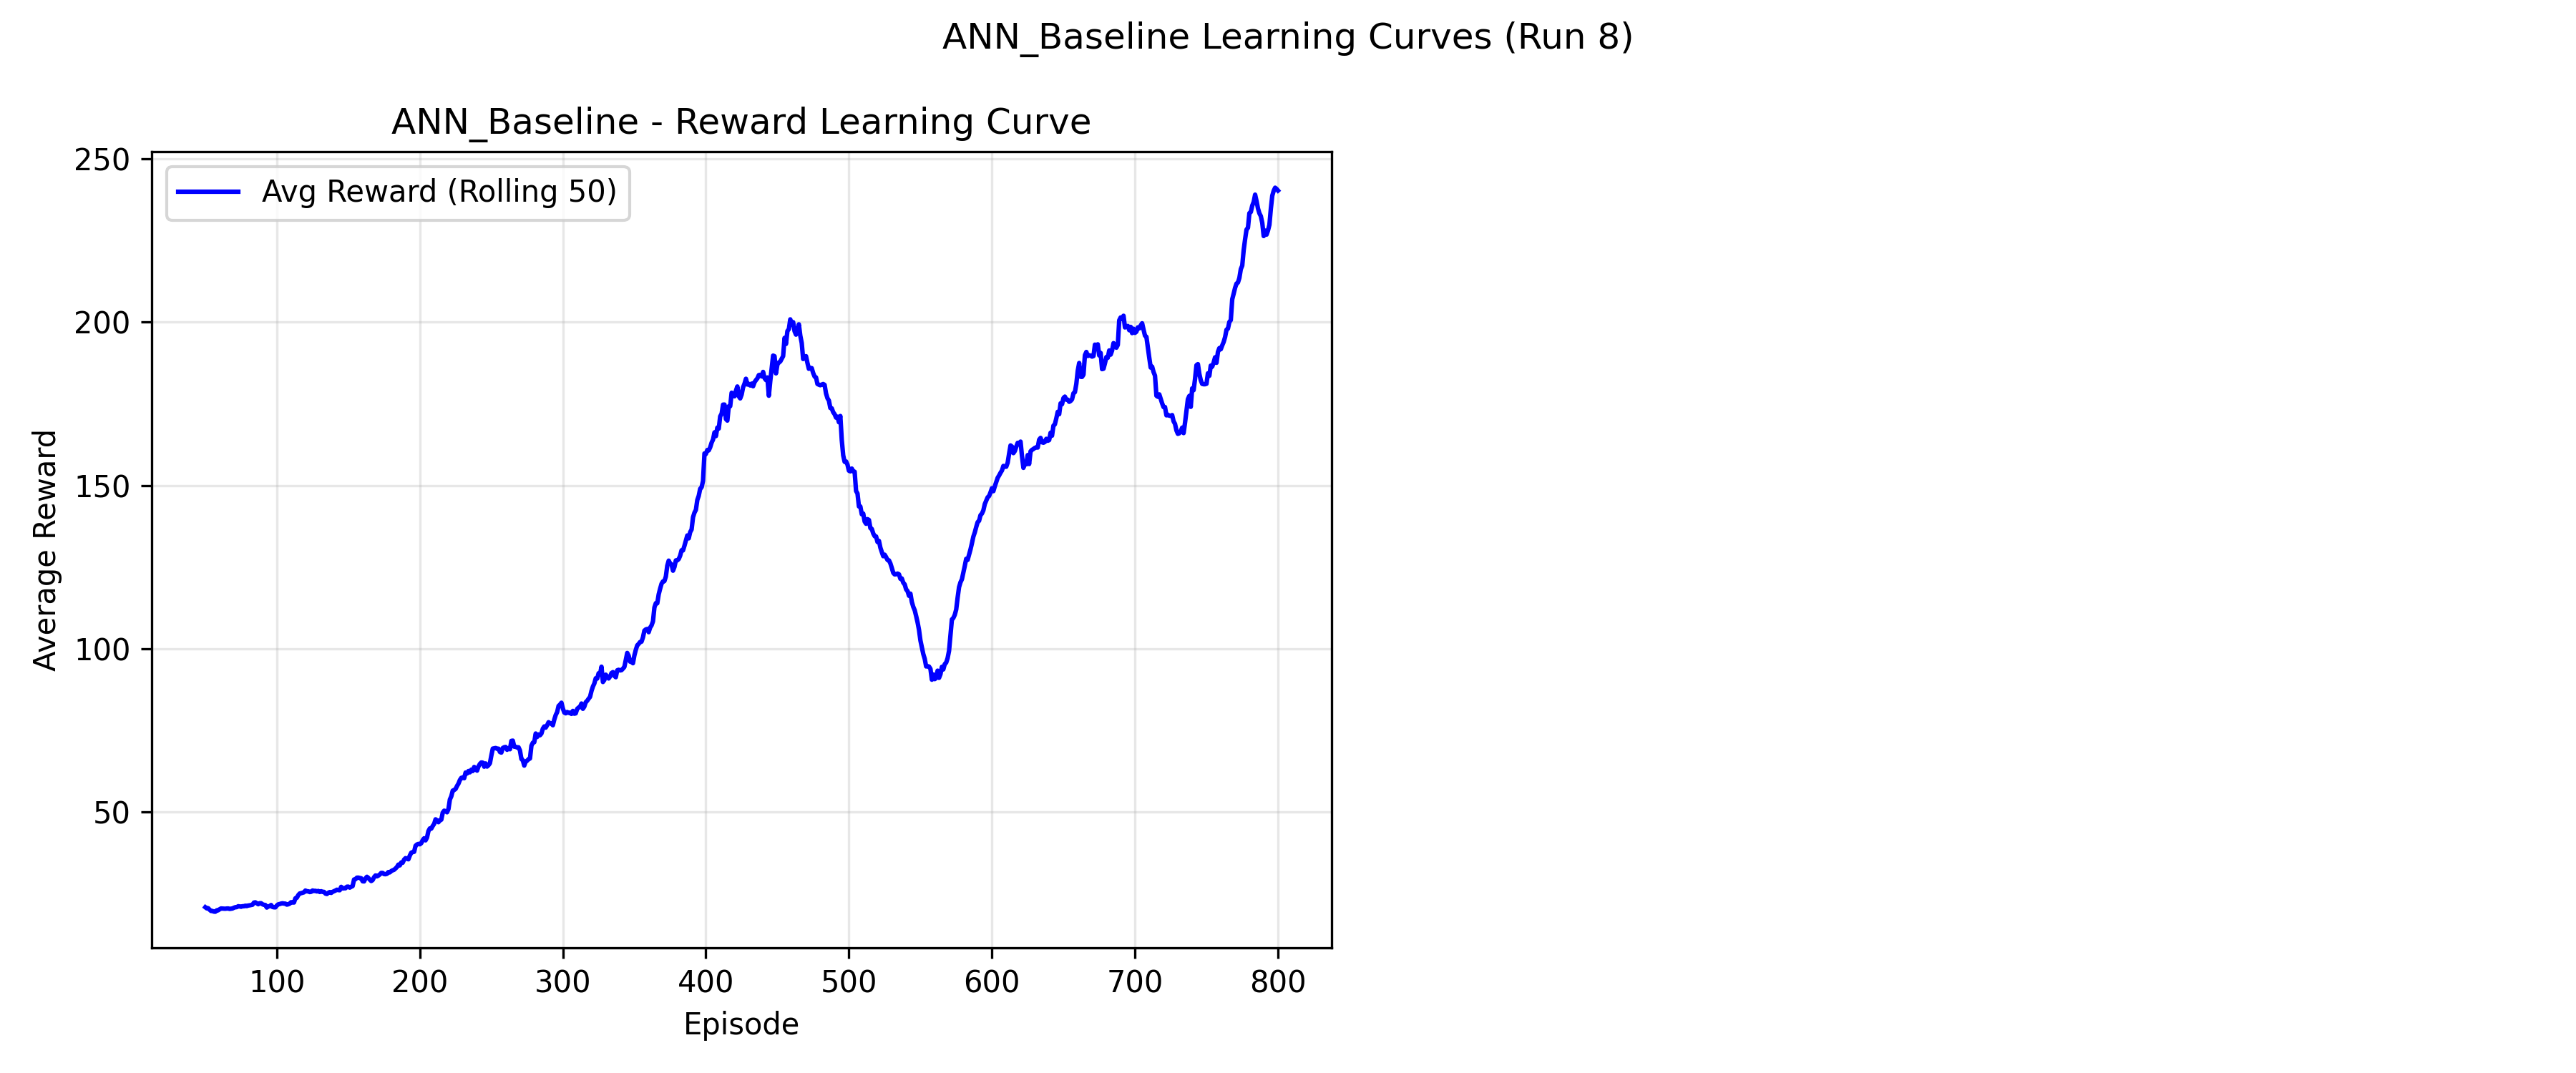 ANN_Baseline Learning Curves (Run 8)
ANN_Baseline - Reward Learning Curve
Avg Reward (Rolling 50)
Average Reward
250
200
150
100
50
100 200 300 400 500 600 700 800
Episode